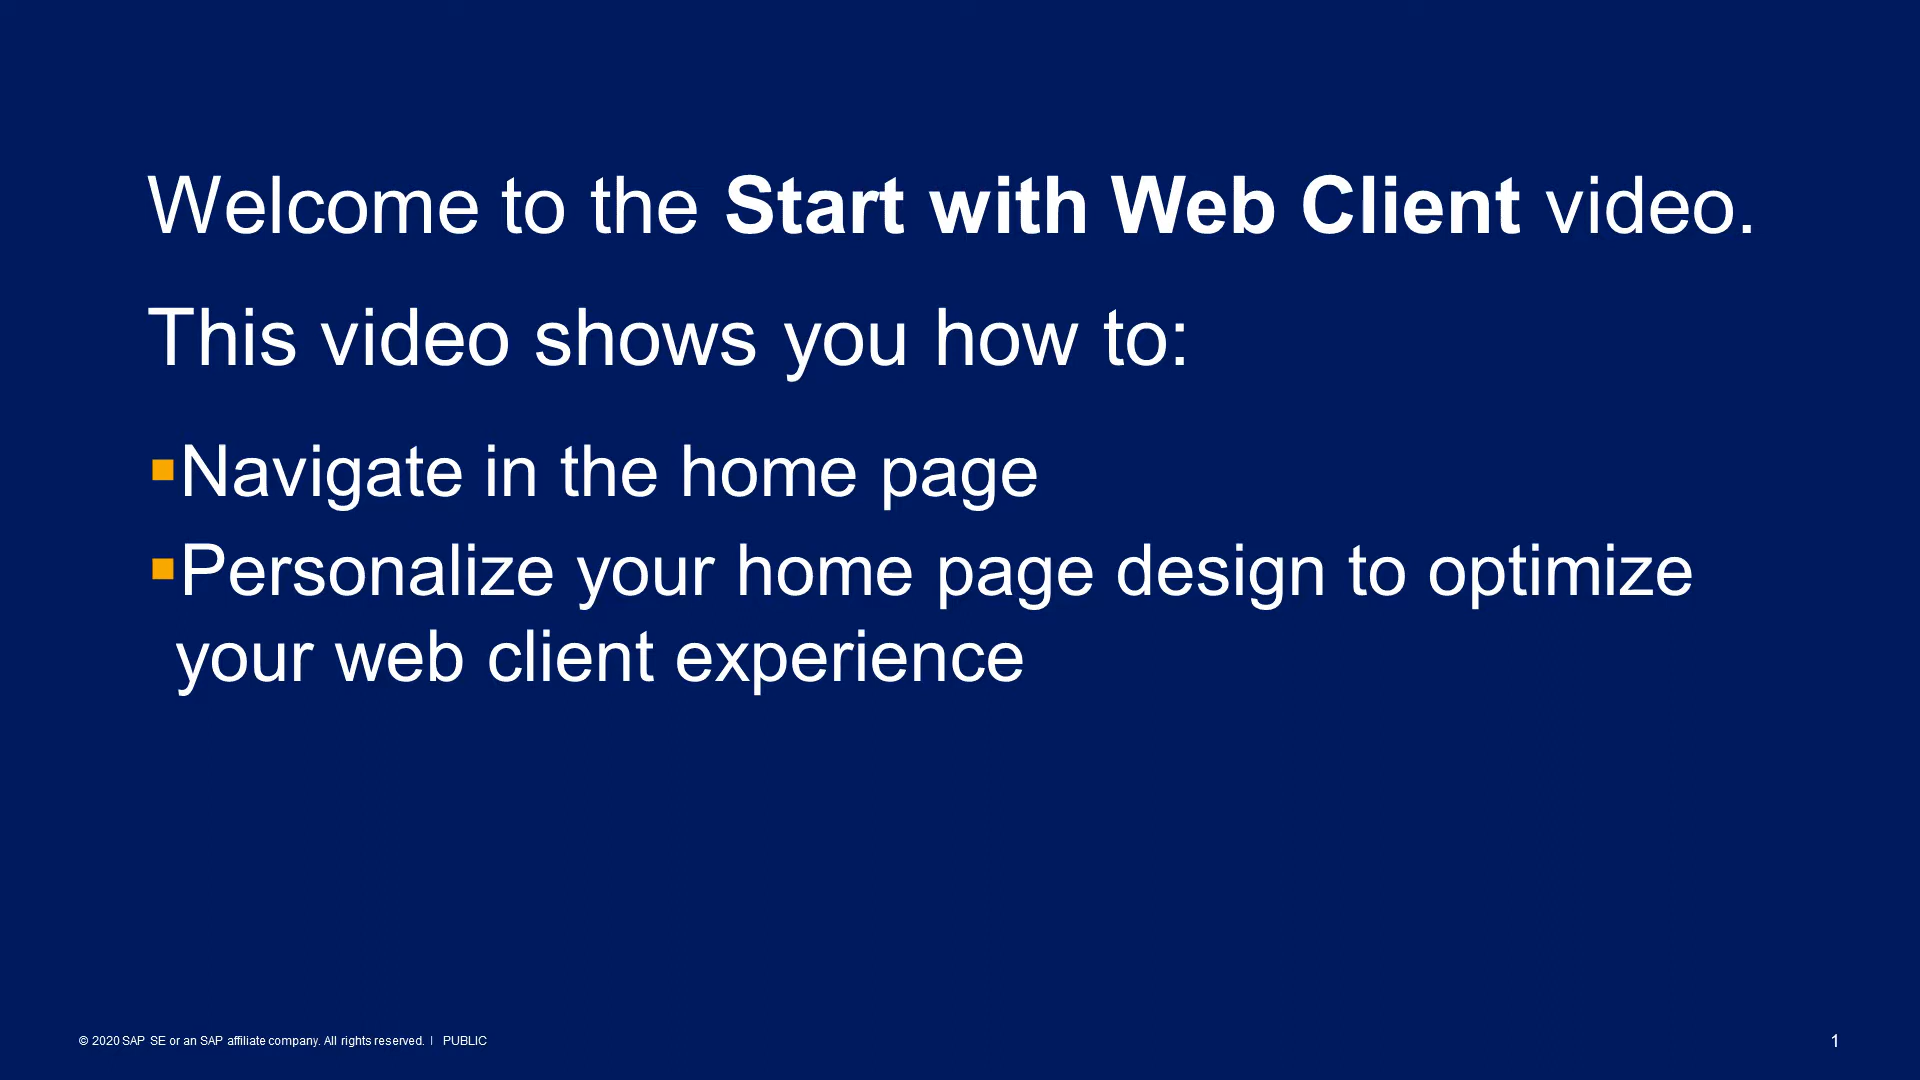 Welcome to the Start with Web Client video.
This video shows you how to:
▪Navigate in the home page
▪Personalize your home page design to optimize
your web client experience
© 2020 SAP SE or an SAP affiliate company. All rights reserved. | PUBLIC
1